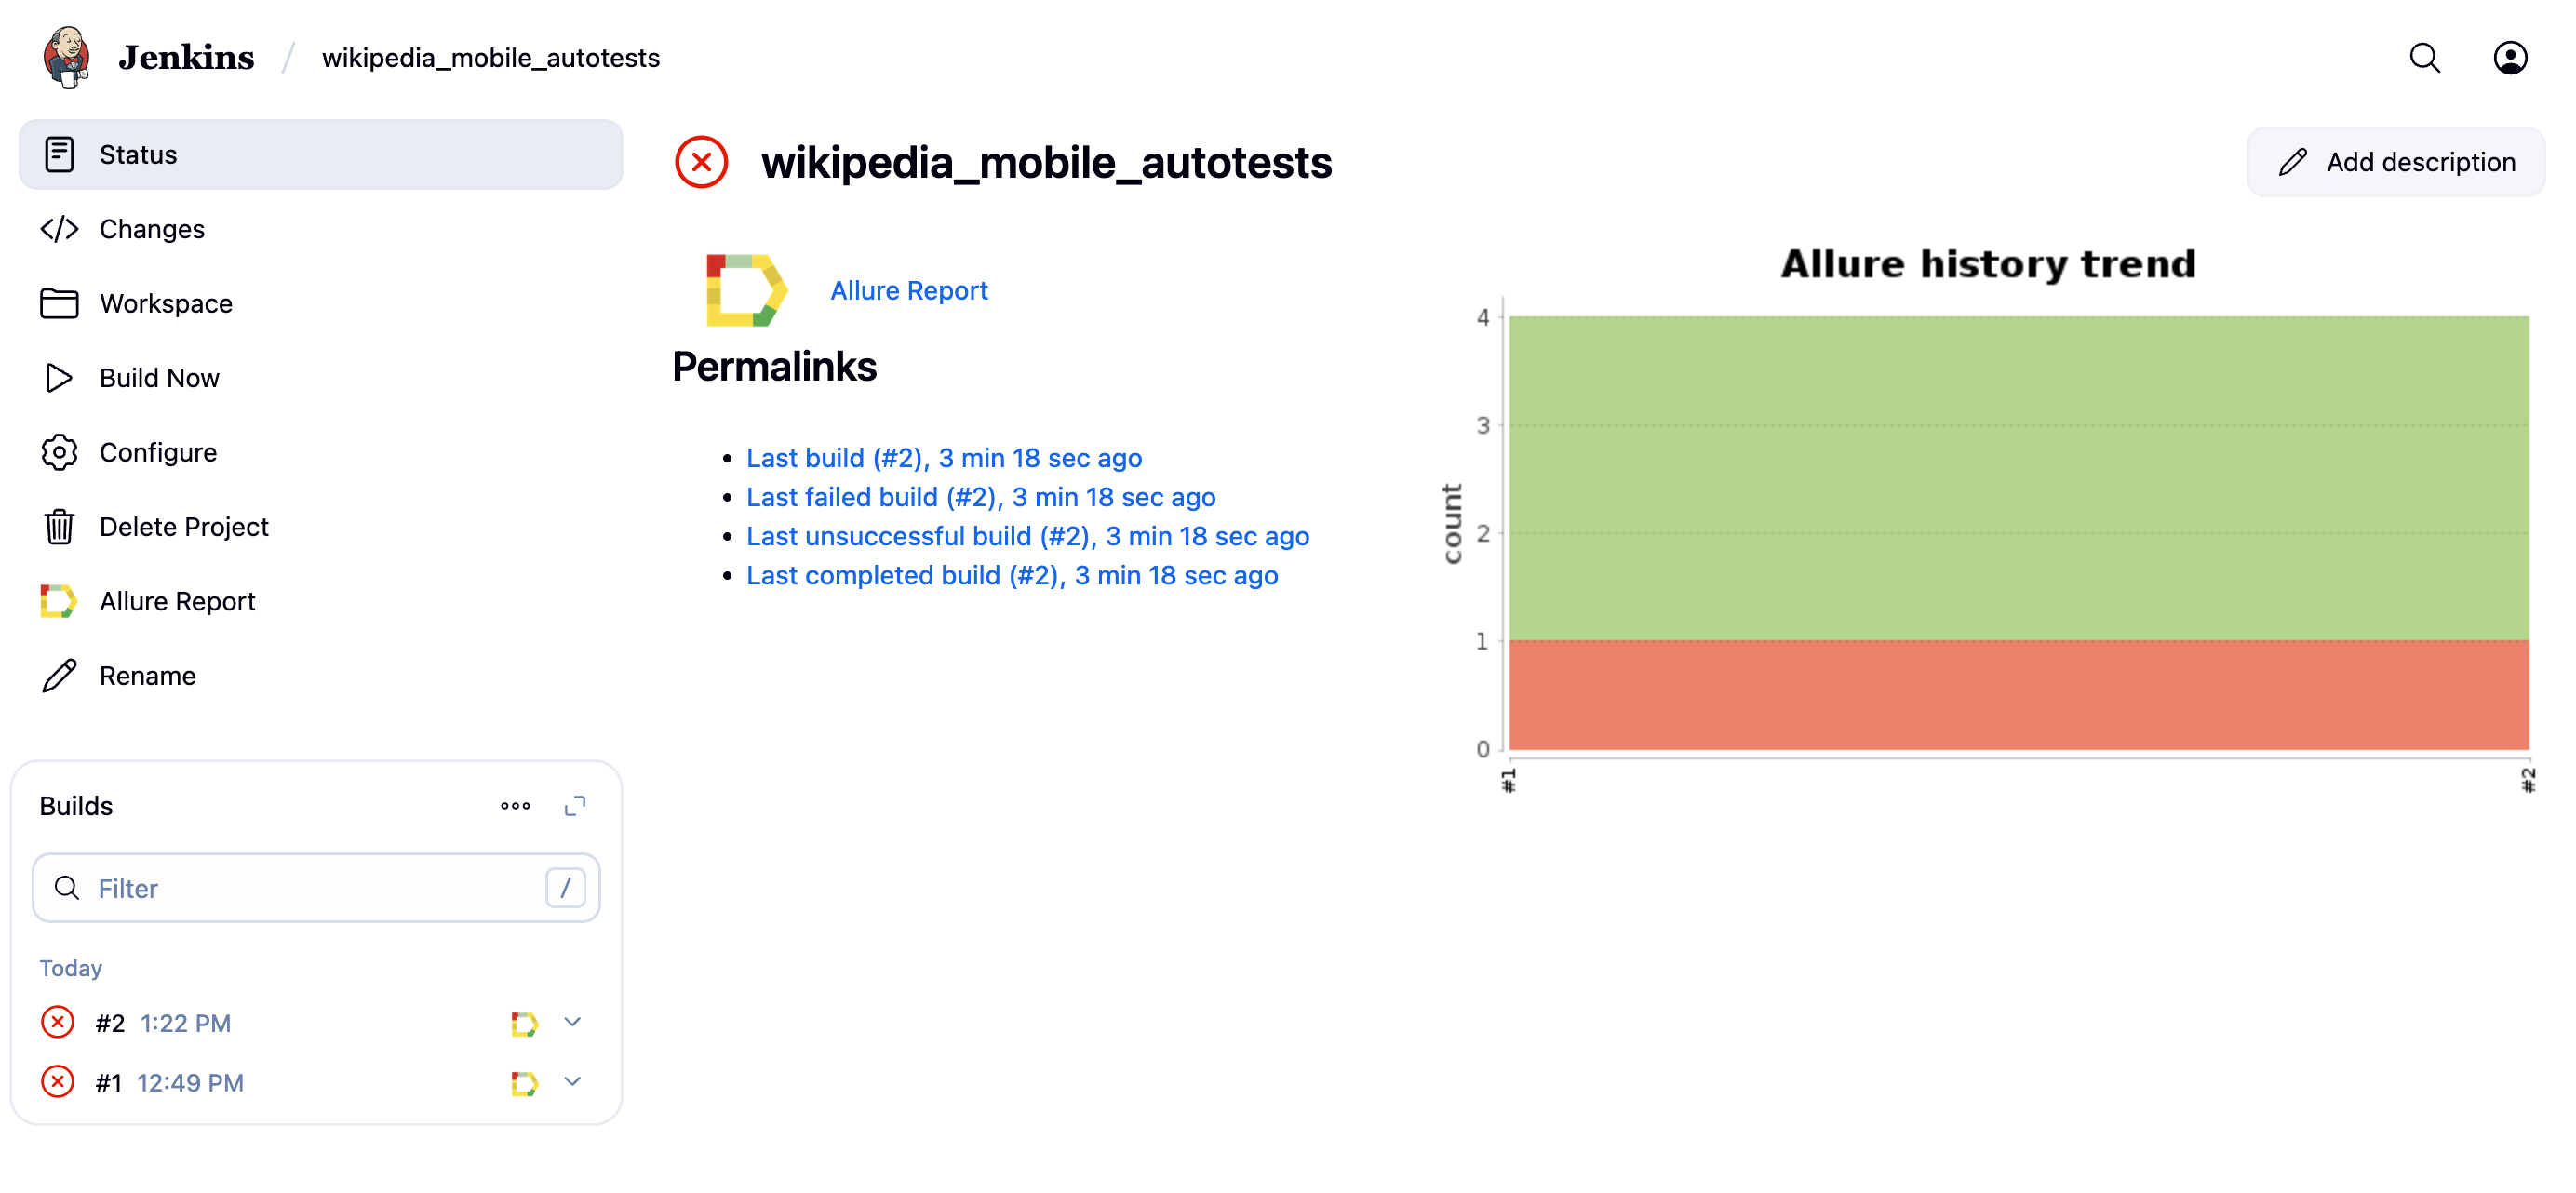 Jenkins / wikipedia_mobile_autotests
Status
Changes
Workspace
Build Now
Configure
Delete Project
Allure Report
Rename
Builds
Filter /
Today
#2 1:22 PM
#1 12:49 PM
wikipedia_mobile_autotests
Add description
Allure Report
Permalinks
Last build (#2), 3 min 18 sec ago
Last failed build (#2), 3 min 18 sec ago
Last unsuccessful build (#2), 3 min 18 sec ago
Last completed build (#2), 3 min 18 sec ago
Allure history trend
count
4
3
2
1
0
#1
#2